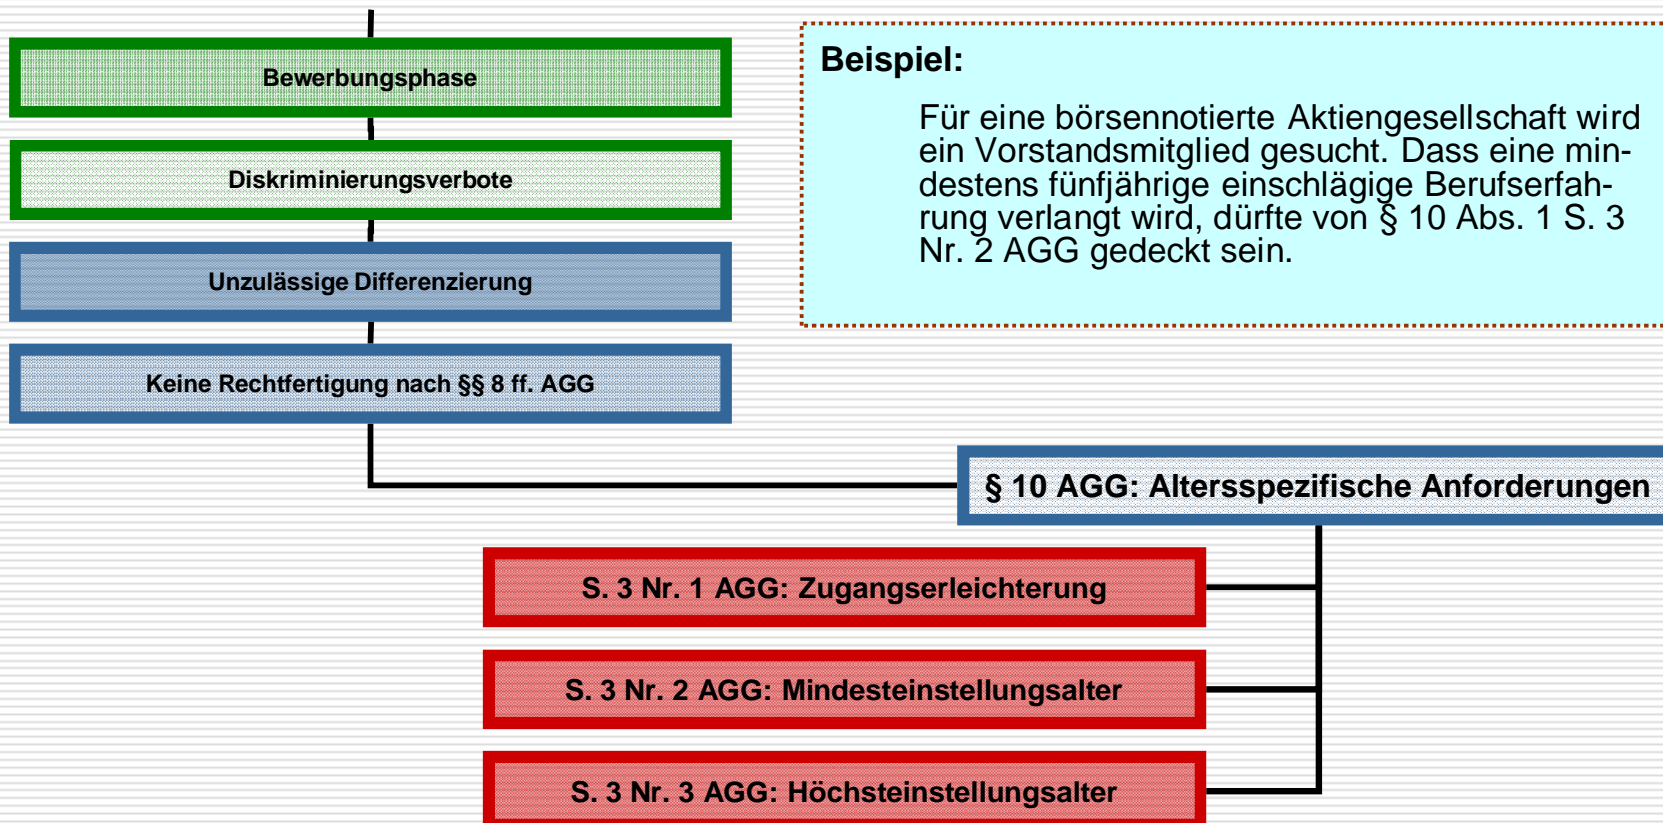 Bewerbungsphase
Diskriminierungsverbote
Unzulässige Differenzierung
Keine Rechtfertigung nach §§ 8 ff. AGG
Beispiel:
Für eine börsennotierte Aktiengesellschaft wird
ein Vorstandsmitglied gesucht. Dass eine min-
destens fünfjährige einschlägige Berufserfah-
rung verlangt wird, dürfte von § 10 Abs. 1 S. 3
Nr. 2 AGG gedeckt sein.
§ 10 AGG: Altersspezifische Anforderungen
S. 3 Nr. 1 AGG: Zugangserleichterung
S. 3 Nr. 2 AGG: Mindesteinstellungsalter
S. 3 Nr. 3 AGG: Höchsteinstellungsalter